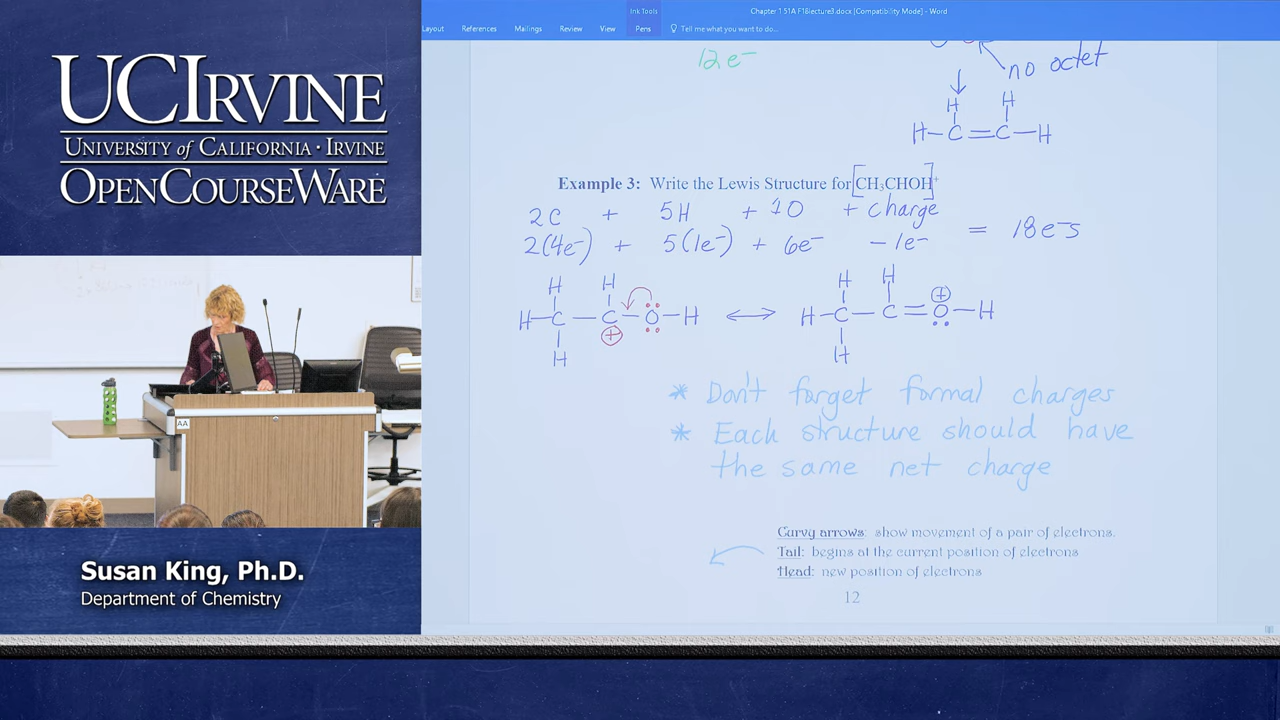 Ink Tools
Chapter 1 51A F18lecture3.docx [Compatibility Mode] - Word
Layout References Mailings Review View Pens Tell me what you want to do...
UCIRVINE
UNIVERSITY of CALIFORNIA · IRVINE
OPENCOURSEWARE
12e⁻
no octet
H H
H-C=C-H
Example 3: Write the Lewis Structure for [CH₃CHOH]⁺
2C + 5H + 1O + charge
2(4e⁻) + 5(1e⁻) + 6e⁻ -1e⁻ = 18e⁻s
H H H H
H-C-C-O-H ↔ H-C-C=O-H
H H
+ +
* Don't forget formal charges
* Each structure should have
the same net charge
Curvy arrows: show movement of a pair of electrons.
Tail: begins at the current position of electrons
Head: new position of electrons
12
AA
Susan King, Ph.D.
Department of Chemistry